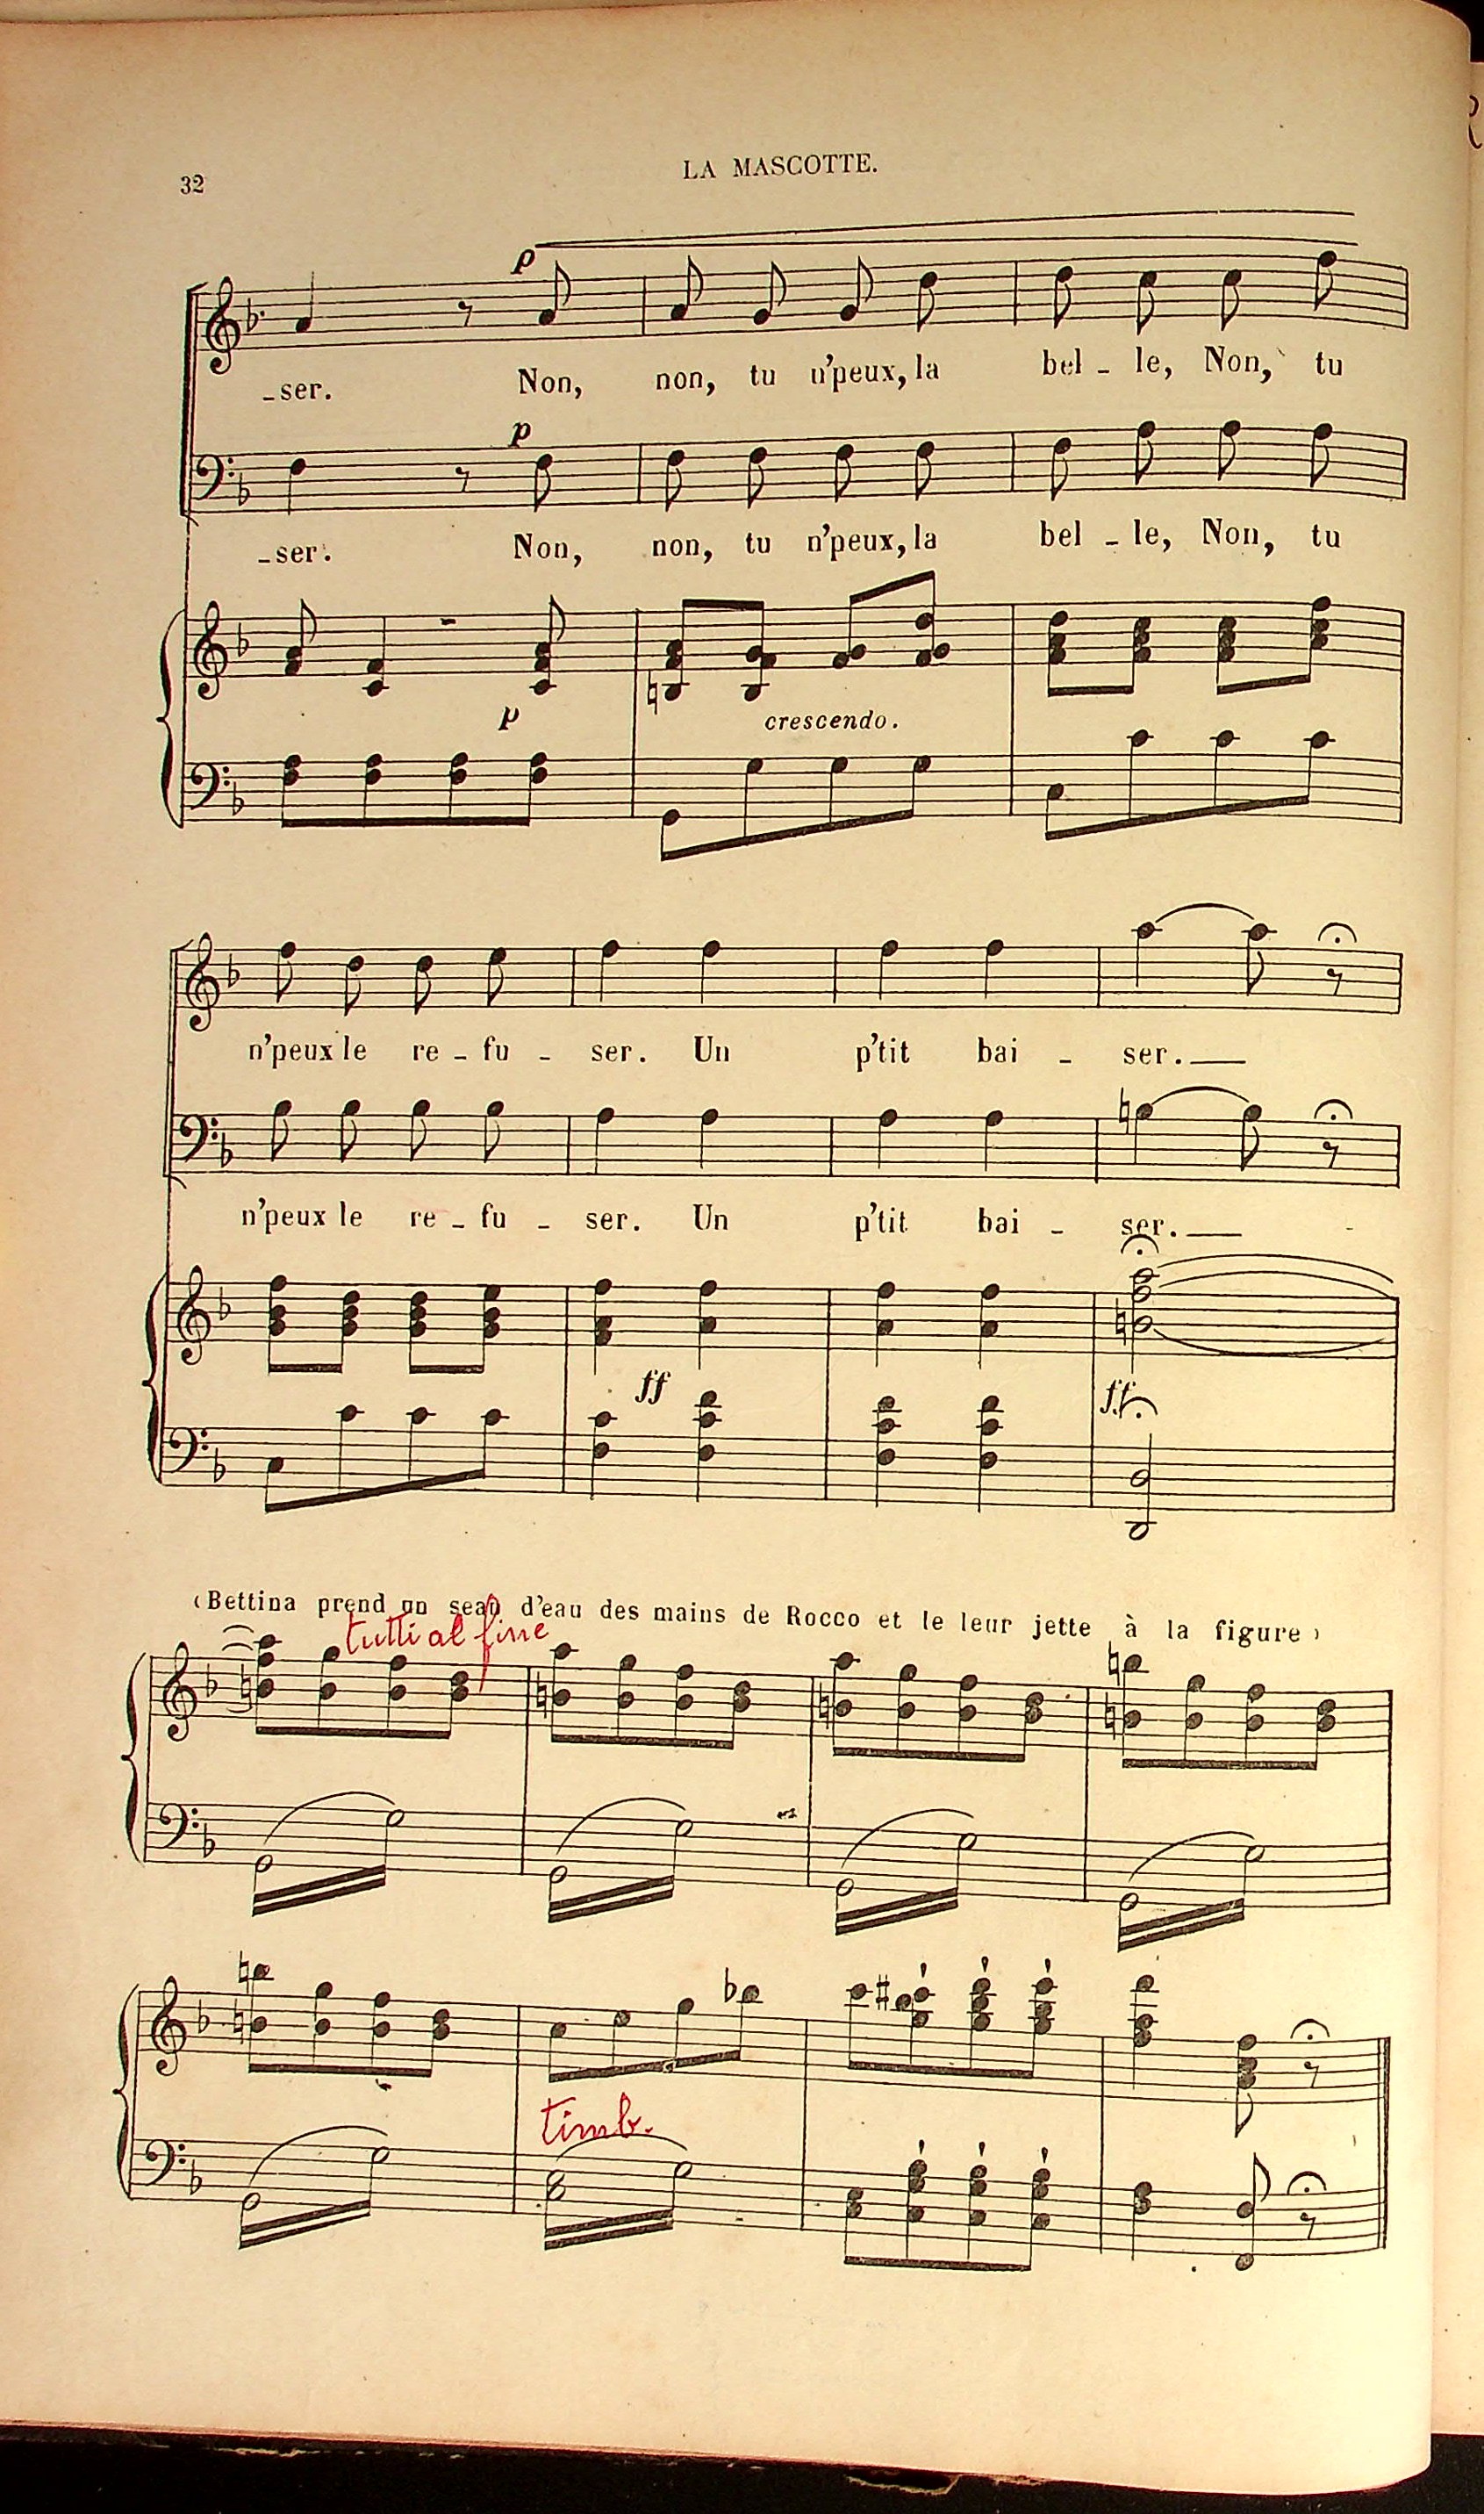 32
LA MASCOTTE.
p
-ser. Non, non, tu n'peux, la bel - le, Non, tu
p
-ser. Non, non, tu n'peux, la bel - le, Non, tu
p crescendo.
n'peux le re - fu - ser. Un p'tit bai - ser.
n'peux le re - fu - ser. Un p'tit bai - ser.
ff ff
(Bettina prend un seau d'eau des mains de Rocco et le leur jette à la figure)
tutti al fine
timb.